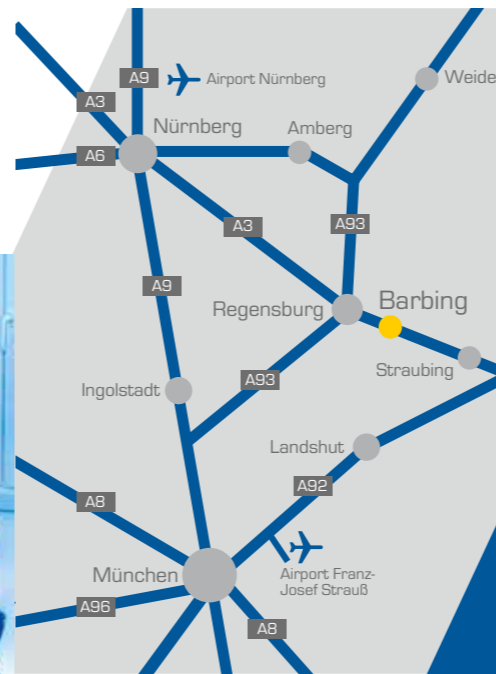 A9
Airport Nürnberg
Weide
A3
Nürnberg
Amberg
A6
A3
A93
A9
Regensburg
Barbing
Straubing
A93
Ingolstadt
Landshut
A92
A8
München
Airport Franz-
Josef Strauß
A96
A8